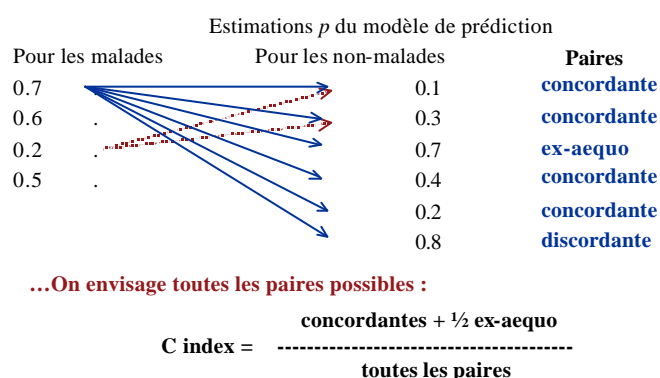 Estimations p du modèle de prédiction
Pour les malades Pour les non-malades Paires
0.7 0.1 concordante
0.6 . 0.3 concordante
0.2 . 0.7 ex-aequo
0.5 . 0.4 concordante
0.2 concordante
0.8 discordante
…On envisage toutes les paires possibles :
concordantes + ½ ex-aequo
C index = ----------------------------------------
toutes les paires